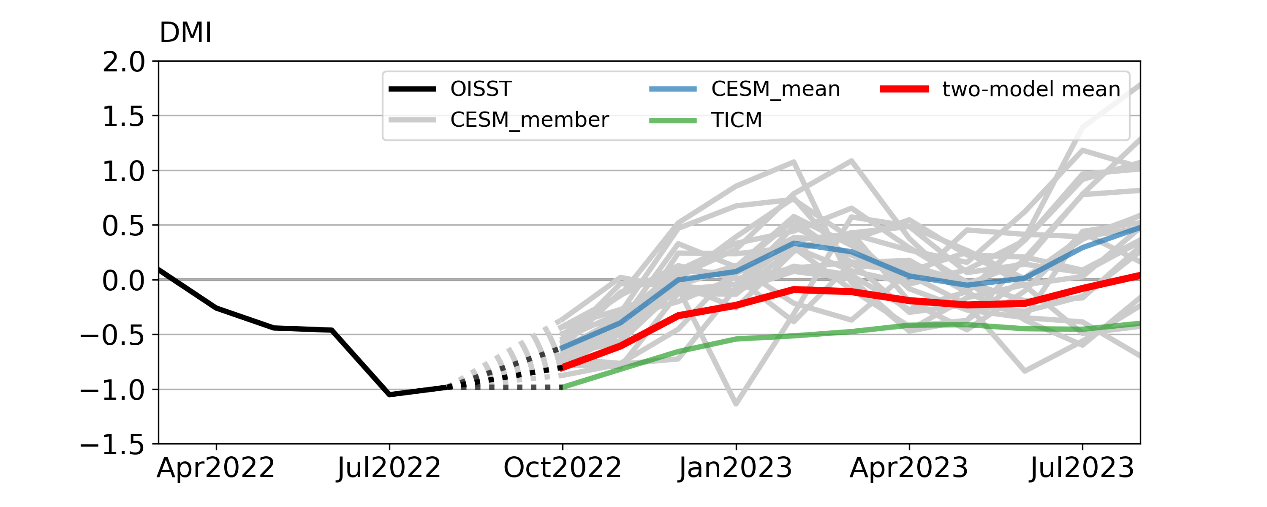 DMI
2.0
1.5
1.0
0.5
0.0
−0.5
−1.0
−1.5
OISST
CESM_member
CESM_mean
TICM
two-model mean
Apr2022 Jul2022 Oct2022 Jan2023 Apr2023 Jul2023